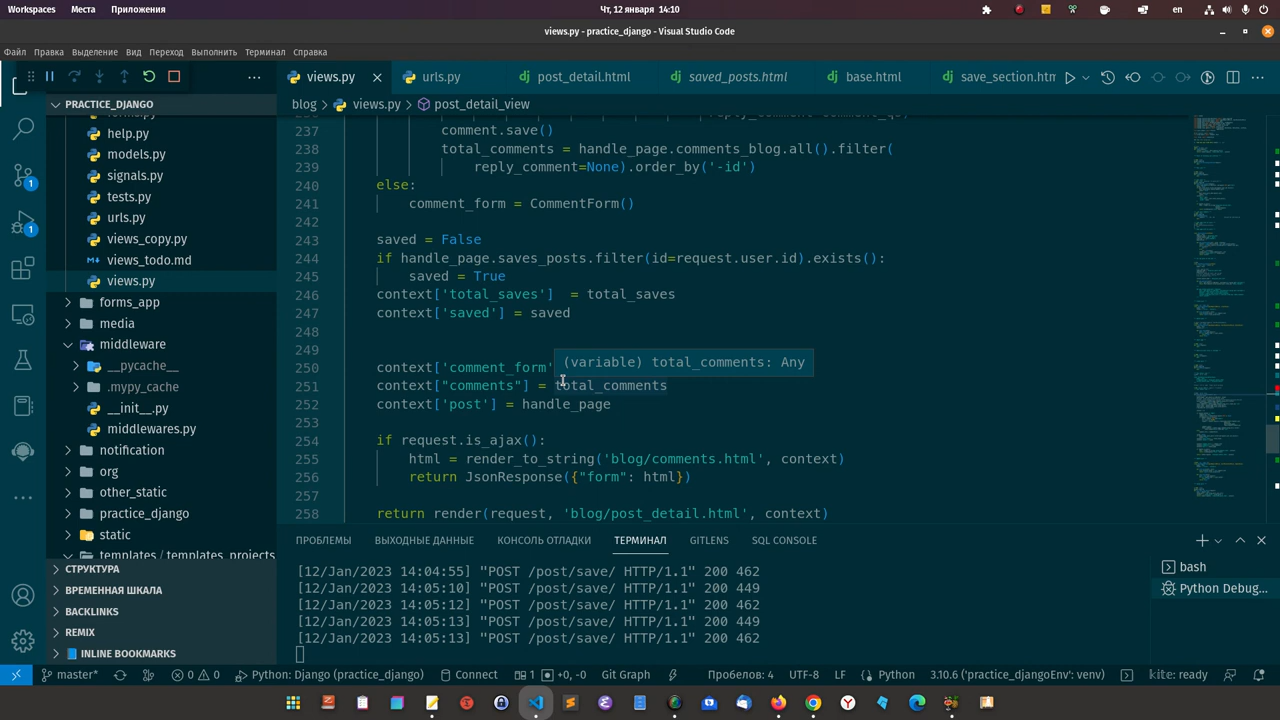 Workspaces Места Приложения Чт, 12 января 14:10 en
views.py - practice_django - Visual Studio Code
Файл Правка Выделение Вид Переход Выполнить Терминал Справка
views.py urls.py post_detail.html saved_posts.html base.html save_section.htm
PRACTICE_DJANGO
blog > views.py > post_detail_view
help.py
models.py
signals.py
tests.py
urls.py
views_copy.py
views_todo.md
views.py
forms_app
media
middleware
__pycache__
.mypy_cache
__init__.py
middlewares.py
notification
org
other_static
practice_django
static
templates/templates_projects
СТРУКТУРА
ВРЕМЕННАЯ ШКАЛА
BACKLINKS
REMIX
INLINE BOOKMARKS
1
1
237 comment.save()
238 total_comments = handle_page.comments_blog.all().filter(
239 reply_comment=None).order_by('-id')
240 else:
241 comment_form = CommentForm()
242
243 saved = False
244 if handle_page.saves_posts.filter(id=request.user.id).exists():
245 saved = True
246 context['total_saves'] = total_saves
247 context['saved'] = saved
248
249
(variable) total_comments: Any
250 context['comment_form'
251 context["comments"] = total_comments
252 context['post'] = handle_page
253
254 if request.is_ajax():
255 html = render_to_string('blog/comments.html', context)
256 return JsonResponse({"form": html})
257
258 return render(request, 'blog/post_detail.html', context)
ПРОБЛЕМЫ ВЫХОДНЫЕ ДАННЫЕ КОНСОЛЬ ОТЛАДКИ ТЕРМИНАЛ GITLENS SQL CONSOLE
[12/Jan/2023 14:04:55] "POST /post/save/ HTTP/1.1" 200 462
[12/Jan/2023 14:05:10] "POST /post/save/ HTTP/1.1" 200 449
[12/Jan/2023 14:05:12] "POST /post/save/ HTTP/1.1" 200 462
[12/Jan/2023 14:05:13] "POST /post/save/ HTTP/1.1" 200 449
[12/Jan/2023 14:05:13] "POST /post/save/ HTTP/1.1" 200 462
bash
Python Debug...
master* 0 0 Python: Django (practice_django) Connect 1 +0, -0 Git Graph Пробелов: 4 UTF-8 LF Python 3.10.6 ('practice_djangoEnv': venv) kite: ready